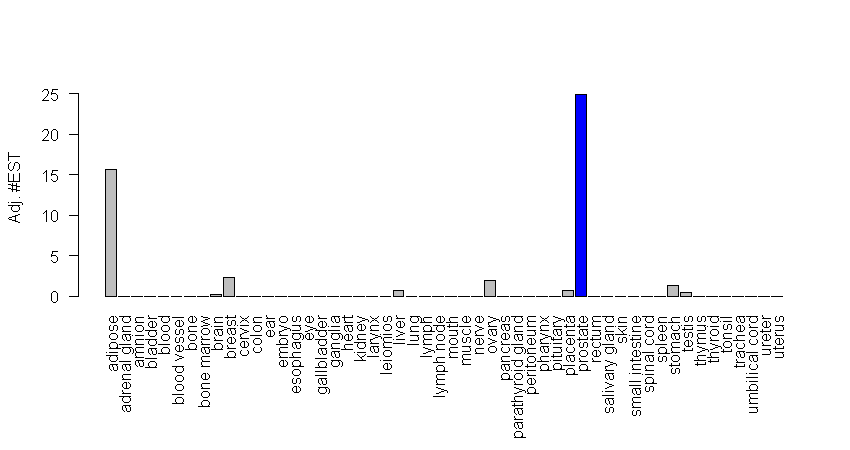 Adj. #EST
25
20
15
10
5
0
adipose
adrenal gland
amnion
bladder
blood
blood vessel
bone
bone marrow
brain
breast
cervix
colon
ear
embryo
esophagus
eye
gallbladder
ganglia
heart
kidney
larynx
leiomios
liver
lung
lymph
lymph node
mouth
muscle
nerve
ovary
pancreas
parathyroid gland
peritoneum
pharynx
pituitary
placenta
prostate
rectum
salivary gland
skin
small intestine
spinal cord
spleen
stomach
testis
thymus
thyroid
tonsil
trachea
umbilical cord
ureter
uterus